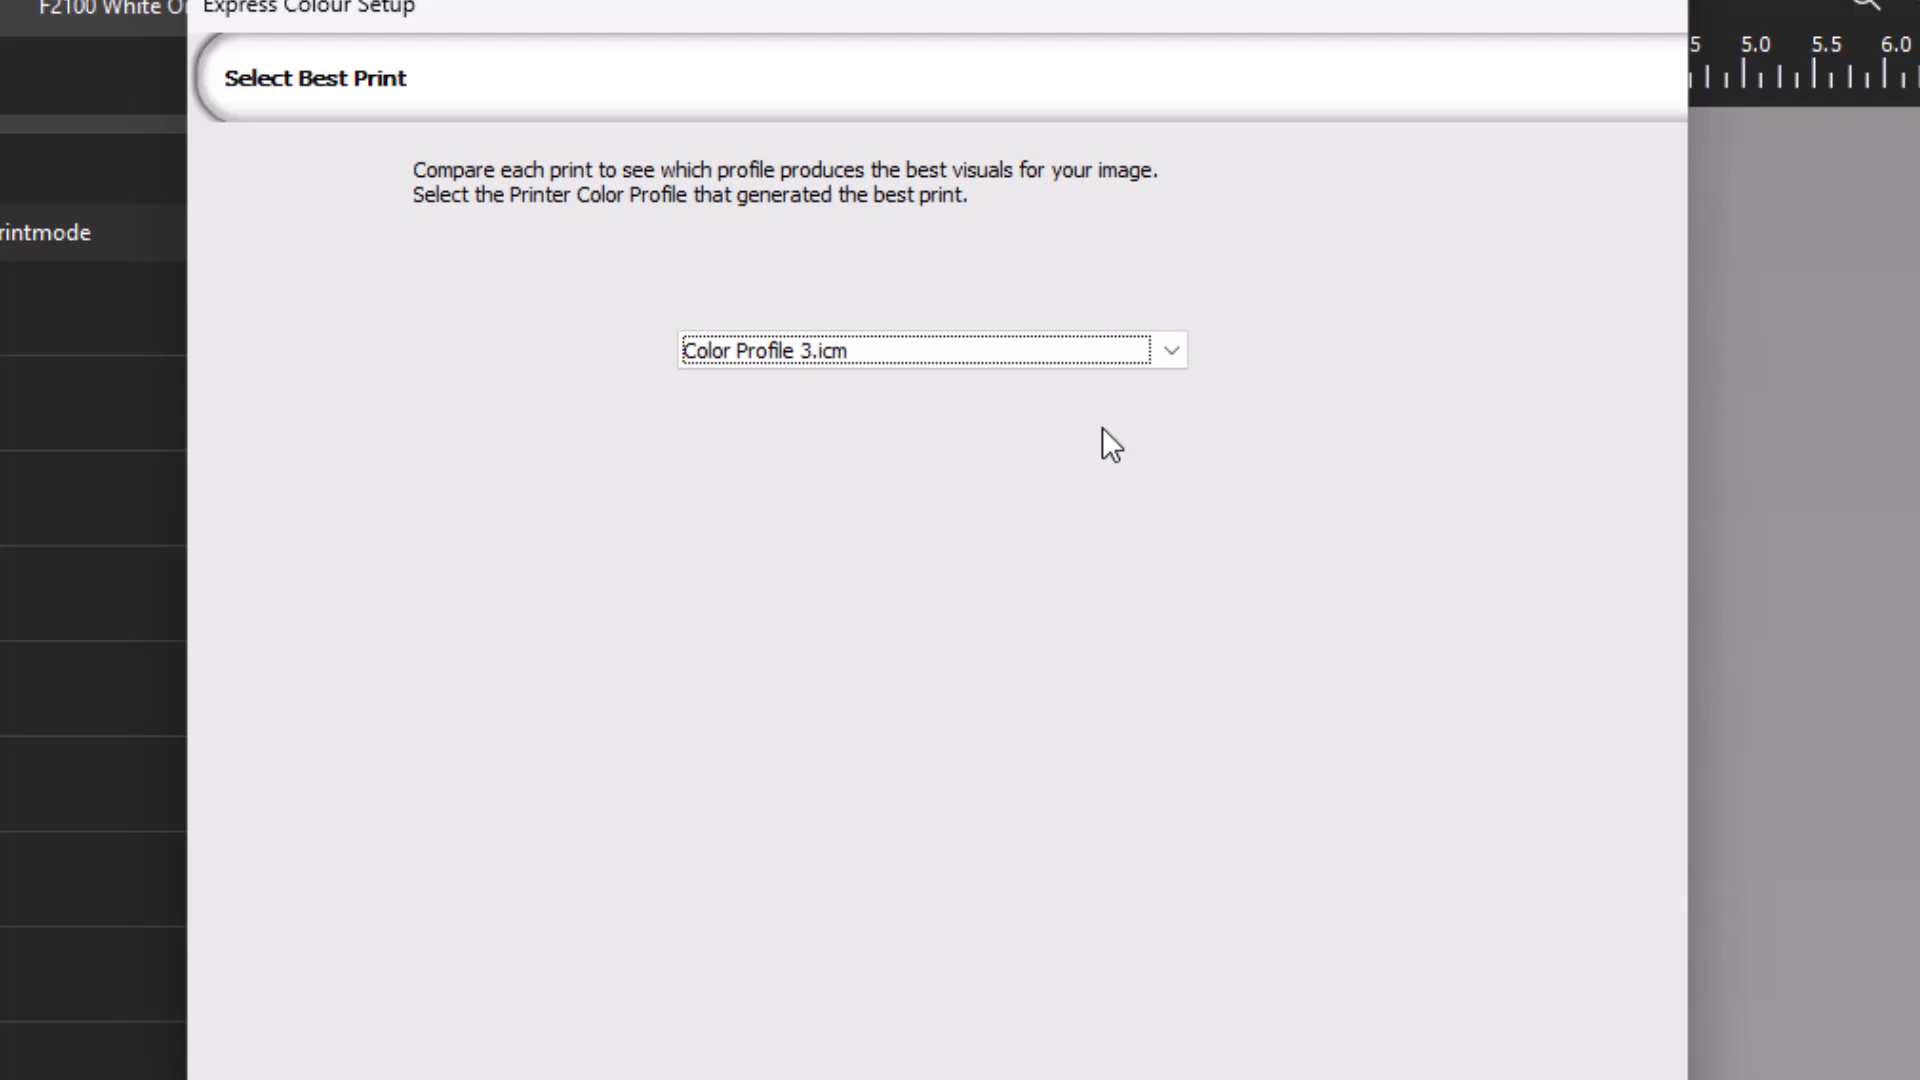 F2100 White
Express Colour Setup
5 5.0 5.5 6.0
Select Best Print
Compare each print to see which profile produces the best visuals for your image.
Select the Printer Color Profile that generated the best print.
rintmode
Color Profile 3.icm